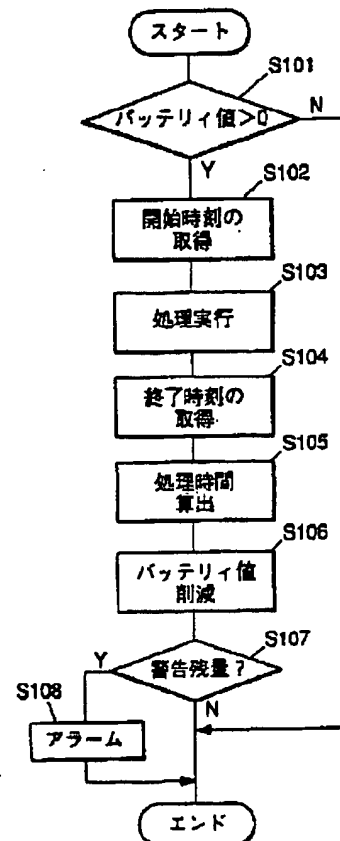 スタート
S101
バッテリィ値>0
N
Y
S102
開始時刻の
取得
S103
処理実行
S104
終了時刻の
取得
S105
処理時間
算出
S106
バッテリィ値
削減
S107
警告残量?
Y
N
S108
アラーム
エンド